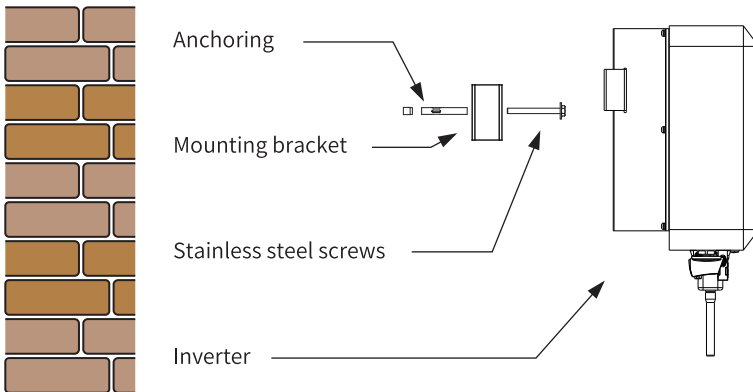 Anchoring
Mounting bracket
Stainless steel screws
Inverter